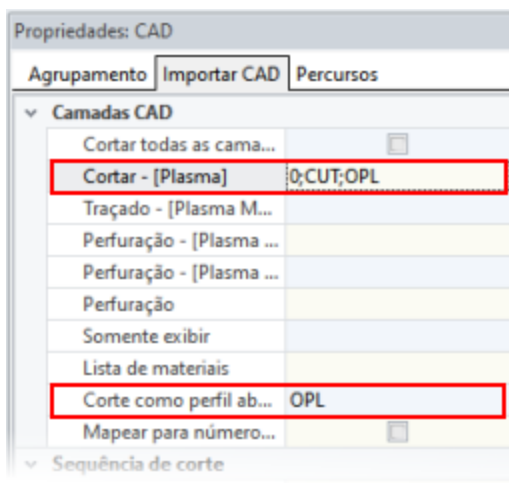 Propriedades: CAD
Agrupamento Importar CAD Percursos
Camadas CAD
Cortar todas as cama...
Cortar - [Plasma] 0;CUT;OPL
Traçado - [Plasma M...
Perfuração - [Plasma ...
Perfuração - [Plasma ...
Perfuração
Somente exibir
Lista de materiais
Corte como perfil ab... OPL
Mapear para número...
Sequência de corte